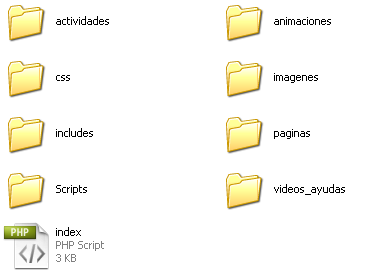 actividades
animaciones
css
imagenes
includes
paginas
Scripts
videos_ayudas
PHP
index
PHP Script
3 KB